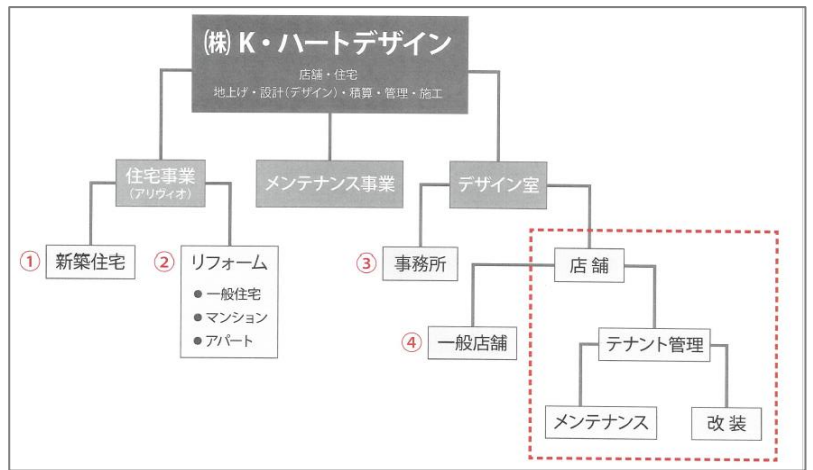 ㈱ K・ハートデザイン
店舗・住宅
地上げ・設計(デザイン)・積算・管理・施工
住宅事業
(アリヴィオ)
メンテナンス事業
デザイン室
① 新築住宅
② リフォーム
● 一般住宅
● マンション
● アパート
③ 事務所
店 舗
④ 一般店舗
テナント管理
メンテナンス
改 装